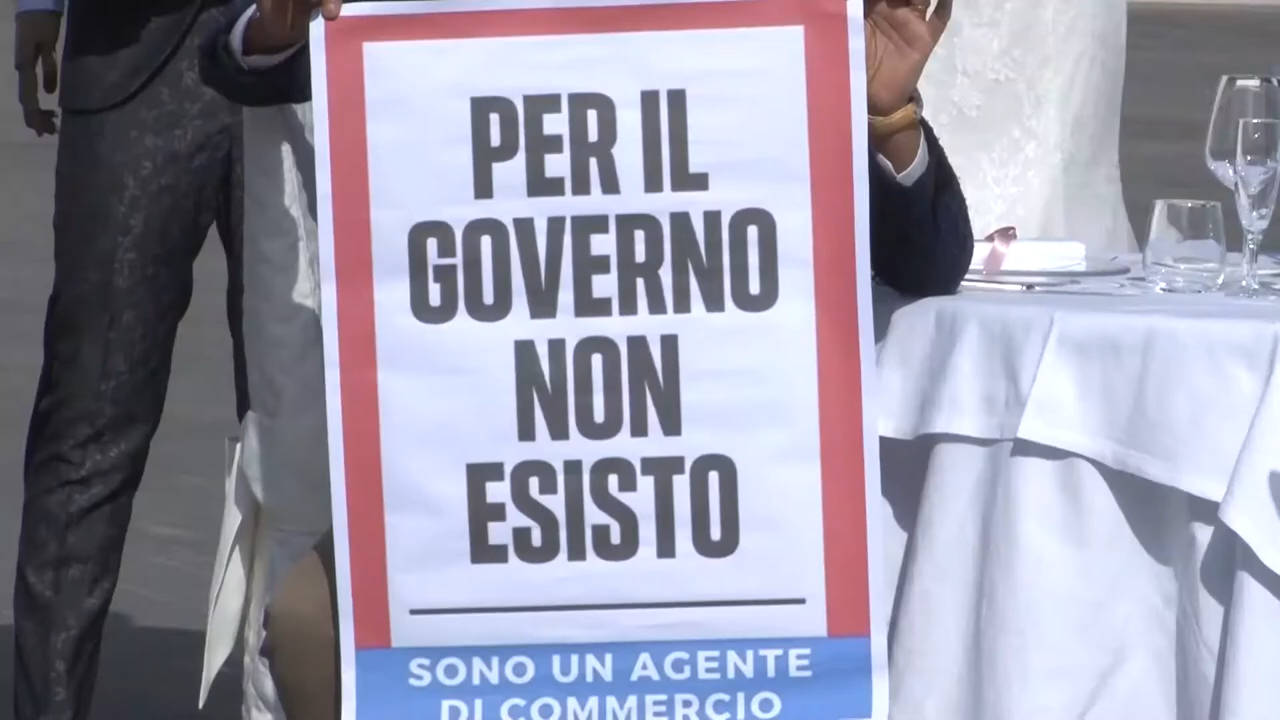 PER IL
GOVERNO
NON
ESISTO
SONO UN AGENTE
DI COMMERCIO